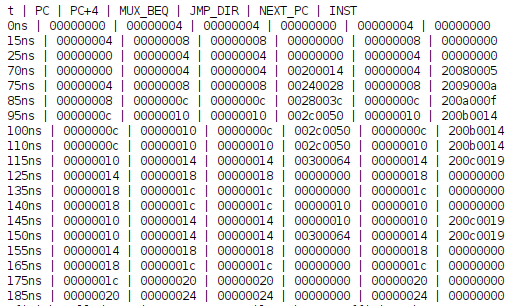 t | PC | PC+4 | MUX_BEQ | JMP_DIR | NEXT_PC | INST
0ns | 00000000 | 00000004 | 00000004 | 00000000 | 00000004 | 00000000
15ns | 00000004 | 00000008 | 00000008 | 00000000 | 00000008 | 00000000
25ns | 00000000 | 00000004 | 00000004 | 00000000 | 00000004 | 00000000
70ns | 00000000 | 00000004 | 00000004 | 00200014 | 00000004 | 20080005
75ns | 00000004 | 00000008 | 00000008 | 00240028 | 00000008 | 2009000a
85ns | 00000008 | 0000000c | 0000000c | 0028003c | 0000000c | 200a000f
95ns | 0000000c | 00000010 | 00000010 | 002c0050 | 00000010 | 200b0014
100ns | 0000000c | 00000010 | 0000000c | 002c0050 | 0000000c | 200b0014
110ns | 0000000c | 00000010 | 00000010 | 002c0050 | 00000010 | 200b0014
115ns | 00000010 | 00000014 | 00000014 | 00300064 | 00000014 | 200c0019
125ns | 00000014 | 00000018 | 00000018 | 00000000 | 00000018 | 00000000
135ns | 00000018 | 0000001c | 0000001c | 00000000 | 0000001c | 00000000
140ns | 00000018 | 0000001c | 0000001c | 00000010 | 00000010 | 00000000
145ns | 00000010 | 00000014 | 00000014 | 00000010 | 00000010 | 200c0019
150ns | 00000010 | 00000014 | 00000014 | 00300064 | 00000014 | 200c0019
155ns | 00000014 | 00000018 | 00000018 | 00000000 | 00000018 | 00000000
165ns | 00000018 | 0000001c | 0000001c | 00000000 | 0000001c | 00000000
175ns | 0000001c | 00000020 | 00000020 | 00000000 | 00000020 | 00000000
185ns | 00000020 | 00000024 | 00000024 | 00000000 | 00000024 | 00000000